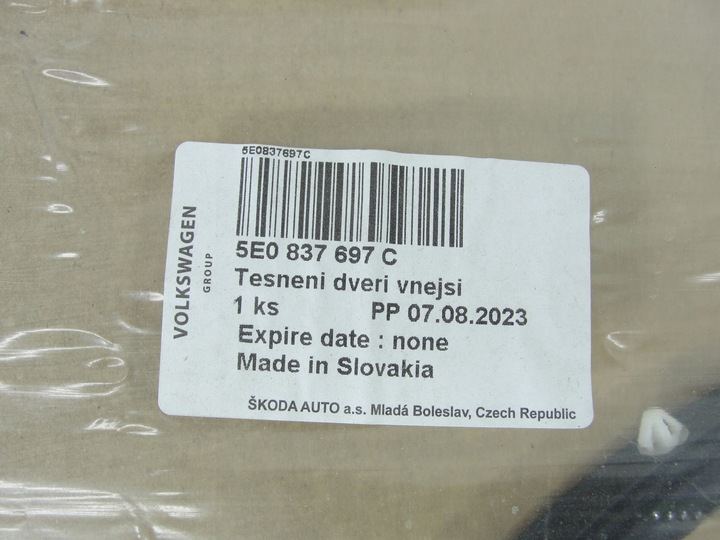 5E0837697C
5E0 837 697 C
Tesneni dveri vnejsi
1 ks PP 07.08.2023
Expire date : none
Made in Slovakia
ŠKODA AUTO a.s. Mladá Boleslav, Czech Republic
VOLKSWAGEN
GROUP